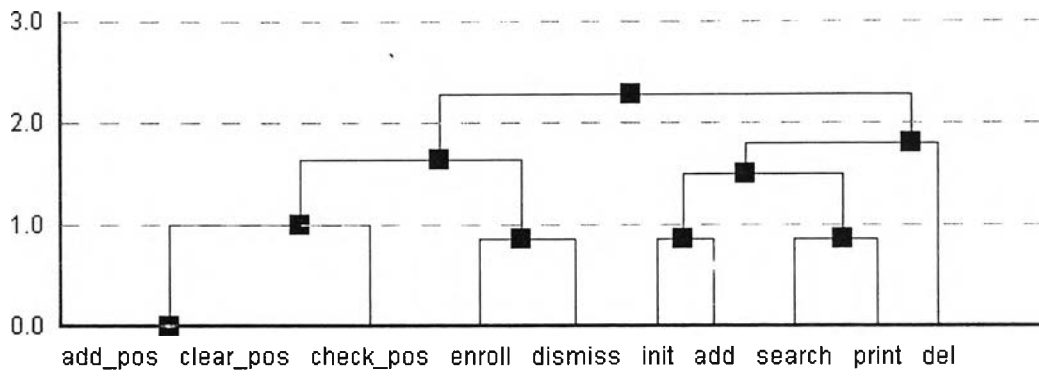 3.0
2.0
1.0
0.0
add_pos clear_pos check_pos enroll dismiss init add search print del